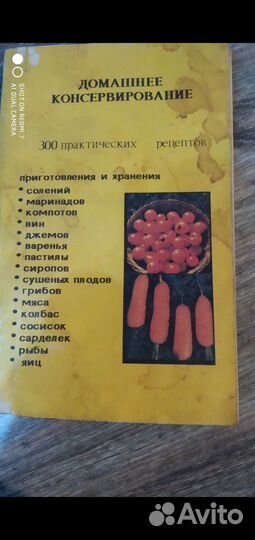 SHOT ON REDMI 7
AI DUAL CAMERA
ДОМАШНЕЕ
КОНСЕРВИРОВАНИЕ
300 практических рецептов
приготовления и хранения
• солений
• маринадов
• компотов
• вин
• джемов
• варенья
• пастилы
• сиропов
• сушеных плодов
• грибов
• мяса
• колбас
• сосисок
• сарделек
• рыбы
• яиц
Avito